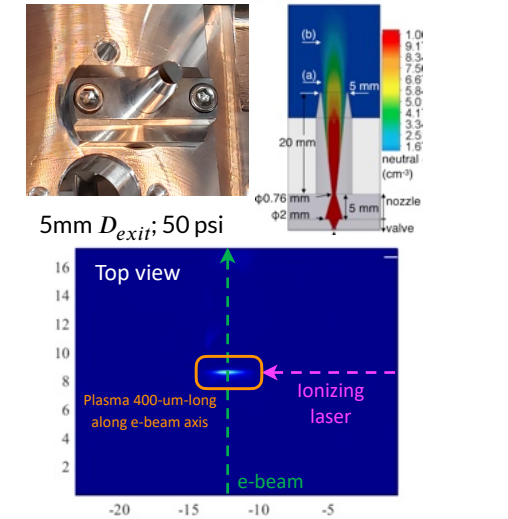 (b)
(a)
5 mm
20 mm
ϕ0.76 mm
ϕ2 mm
5 mm
nozzle
valve
neutral
(cm-3)
5mm D_exit; 50 psi
Top view
Plasma 400-um-long
along e-beam axis
Ionizing
laser
e-beam
16
14
12
10
8
6
4
2
-20
-15
-10
-5